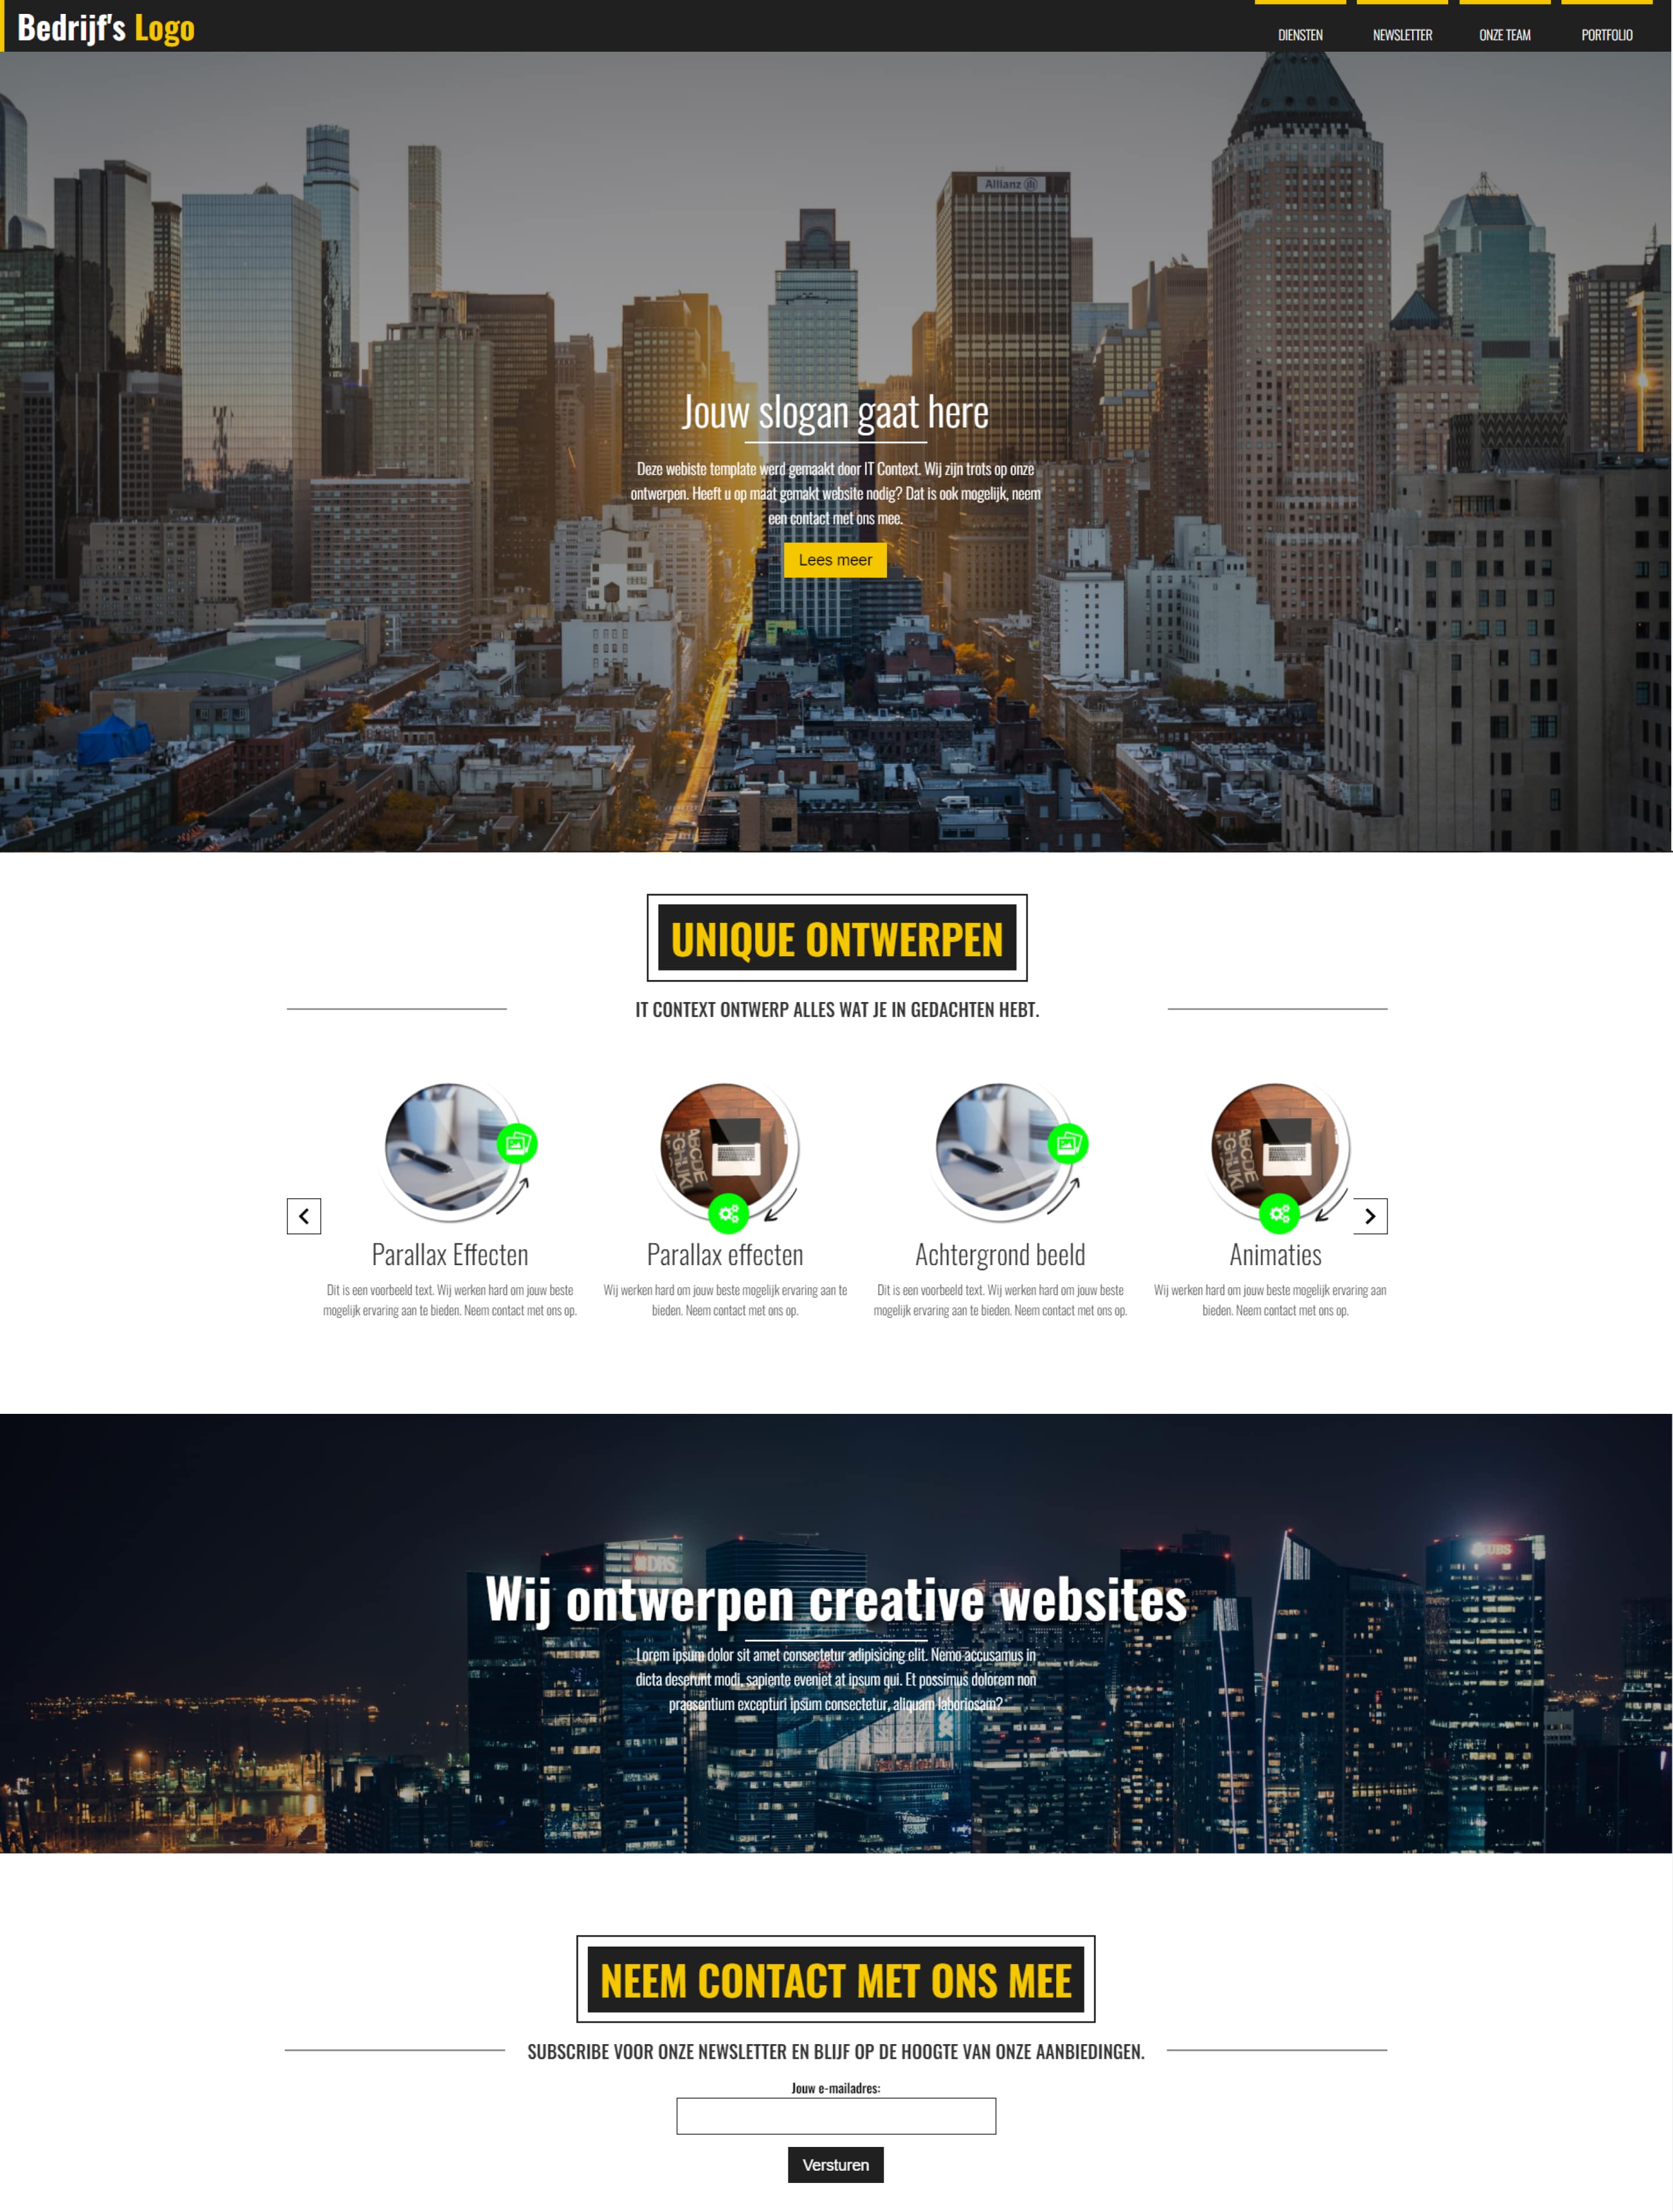 Bedrijf's Logo
DIENSTEN
NEWSLETTER
ONZE TEAM
PORTFOLIO
Allianz
Jouw slogan gaat here
Deze webiste template werd gemaakt door IT Context. Wij zijn trots op onze
ontwerpen. Heeft u op maat gemakt website nodig? Dat is ook mogelijk, neem
een contact met ons mee.
Lees meer
UNIQUE ONTWERPEN
IT CONTEXT ONTWERP ALLES WAT JE IN GEDACHTEN HEBT.
Parallax Effecten
Dit is een voorbeeld text. Wij werken hard om jouw beste
mogelijk ervaring aan te bieden. Neem contact met ons op.
Parallax effecten
Wij werken hard om jouw beste mogelijk ervaring aan te
bieden. Neem contact met ons op.
Achtergrond beeld
Dit is een voorbeeld text. Wij werken hard om jouw beste
mogelijk ervaring aan te bieden. Neem contact met ons op.
Animaties
Wij werken hard om jouw beste mogelijk ervaring aan
bieden. Neem contact met ons op.
DBS
UBS
Wij ontwerpen creative websites
Lorem ipsum dolor sit amet consectetur adipisicing elit. Nemo accusamus in
dicta deserunt modi, sapiente eveniet at ipsum qui. Et possimus dolorem non
praesentium excepturi ipsum consectetur, aliquam laboriosam?
NEEM CONTACT MET ONS MEE
SUBSCRIBE VOOR ONZE NEWSLETTER EN BLIJF OP DE HOOGTE VAN ONZE AANBIEDINGEN.
Jouw e-mailadres:
Versturen